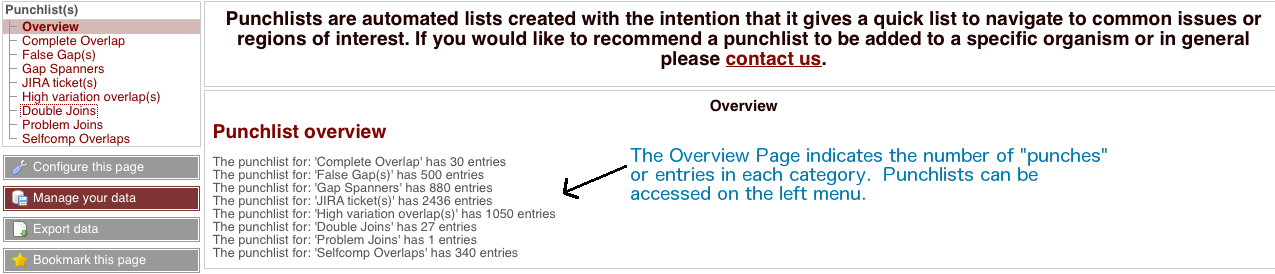 Punchlist(s)
Overview
Complete Overlap
False Gap(s)
Gap Spanners
JIRA ticket(s)
High variation overlap(s)
Double Joins
Problem Joins
Selfcomp Overlaps
Configure this page
Manage your data
Export data
Bookmark this page
Punchlists are automated lists created with the intention that it gives a quick list to navigate to common issues or
regions of interest. If you would like to recommend a punchlist to be added to a specific organism or in general
please contact us.
Overview
Punchlist overview
The punchlist for: 'Complete Overlap' has 30 entries
The punchlist for: 'False Gap(s)' has 500 entries
The punchlist for: 'Gap Spanners' has 880 entries
The punchlist for: 'JIRA ticket(s)' has 2436 entries
The punchlist for: 'High variation overlap(s)' has 1050 entries
The punchlist for: 'Double Joins' has 27 entries
The punchlist for: 'Problem Joins' has 1 entries
The punchlist for: 'Selfcomp Overlaps' has 340 entries
The Overview Page indicates the number of "punches"
or entries in each category.  Punchlists can be
accessed on the left menu.